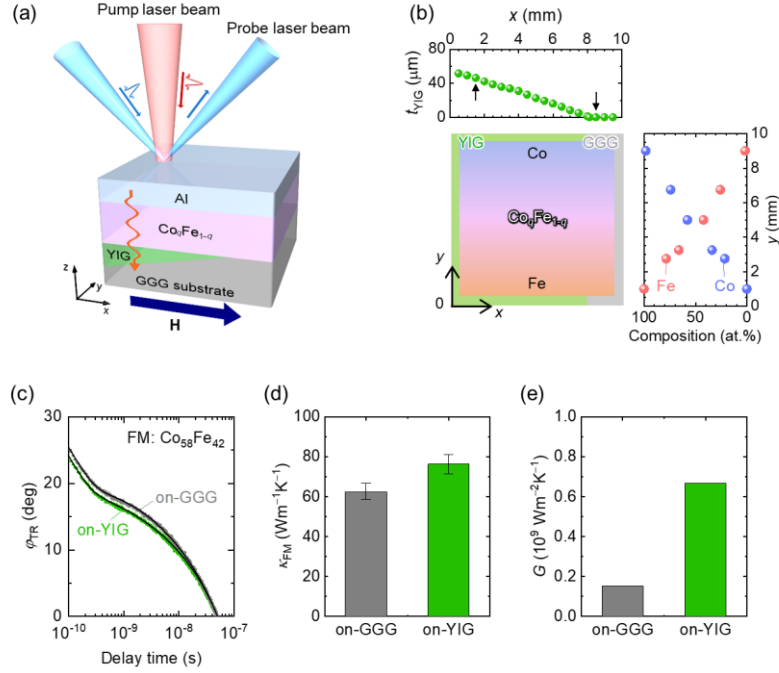 (a)
Pump laser beam
Probe laser beam
Al
CoqFe1−q
YIG
GGG substrate
z
y
x
H
(b)
x (mm)
0 2 4 6 8 10
80
40
0
tYIG (μm)
YIG
GGG
Co
CoqFe1−q
Fe
y
0
x
10
8
6
4
2
0
y (mm)
Fe
Co
100 50 0
Composition (at.%)
(c)
30
20
10
0
φTR (deg)
FM: Co58Fe42
on-GGG
on-YIG
10−10 10−9 10−8 10−7
Delay time (s)
(d)
100
80
60
40
20
0
κFM (Wm−1K−1)
on-GGG on-YIG
(e)
1.0
0.8
0.6
0.4
0.2
0.0
G (109 Wm−2K−1)
on-GGG on-YIG